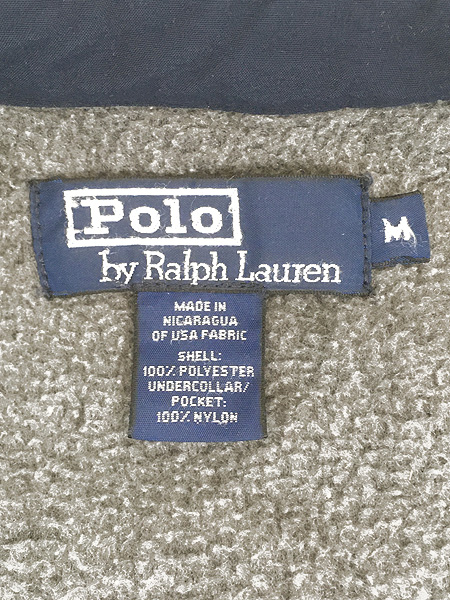 Polo
by Ralph Lauren
M
MADE IN
NICARAGUA
OF USA FABRIC
SHELL:
100% POLYESTER
UNDERCOLLAR/
POCKET:
100% NYLON